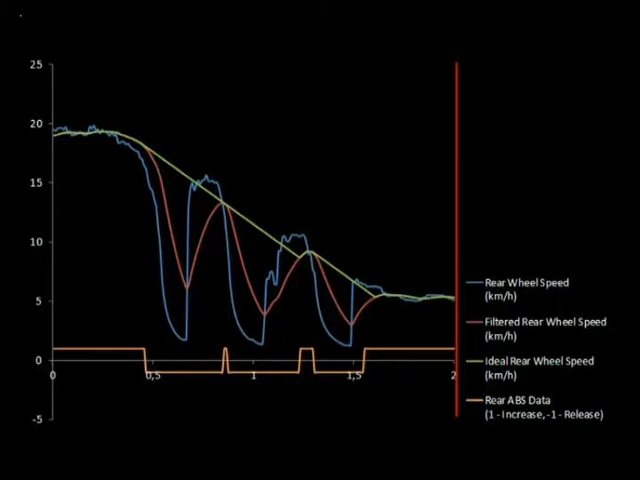 25
20
15
10
5
0
-5
0
0,5
1
1,5
2
Rear Wheel Speed
(km/h)
Filtered Rear Wheel Speed
(km/h)
Ideal Rear Wheel Speed
(km/h)
Rear ABS Data
(1 - Increase, -1 - Release)